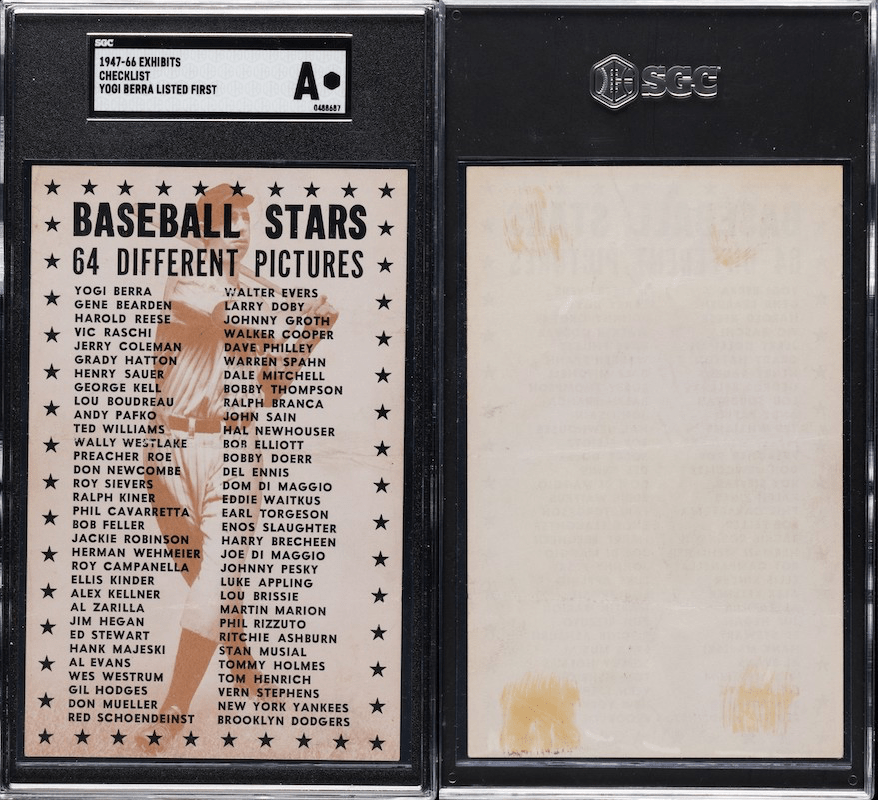 SGC
1947-66 EXHIBITS
CHECKLIST
YOGI BERRA LISTED FIRST
A
0488687
BASEBALL STARS
64 DIFFERENT PICTURES
YOGI BERRA
GENE BEARDEN
HAROLD REESE
VIC RASCHI
JERRY COLEMAN
GRADY HATTON
HENRY SAUER
GEORGE KELL
LOU BOUDREAU
ANDY PAFKO
TED WILLIAMS
WALLY WESTLAKE
PREACHER ROE
DON NEWCOMBE
ROY SIEVERS
RALPH KINER
PHIL CAVARRETTA
BOB FELLER
JACKIE ROBINSON
HERMAN WEHMEIER
ROY CAMPANELLA
ELLIS KINDER
ALEX KELLNER
AL ZARILLA
JIM HEGAN
ED STEWART
HANK MAJESKI
AL EVANS
WES WESTRUM
GIL HODGES
DON MUELLER
RED SCHOENDEINST
WALTER EVERS
LARRY DOBY
JOHNNY GROTH
WALKER COOPER
DAVE PHILLEY
WARREN SPAHN
DALE MITCHELL
BOBBY THOMPSON
RALPH BRANCA
JOHN SAIN
HAL NEWHOUSER
BOB ELLIOTT
BOBBY DOERR
DEL ENNIS
DOM DI MAGGIO
EDDIE WAITKUS
EARL TORGESON
ENOS SLAUGHTER
HARRY BRECHEEN
JOE DI MAGGIO
JOHNNY PESKY
LUKE APPLING
LOU BRISSIE
MARTIN MARION
PHIL RIZZUTO
RITCHIE ASHBURN
STAN MUSIAL
TOMMY HOLMES
TOM HENRICH
VERN STEPHENS
NEW YORK YANKEES
BROOKLYN DODGERS
SGC